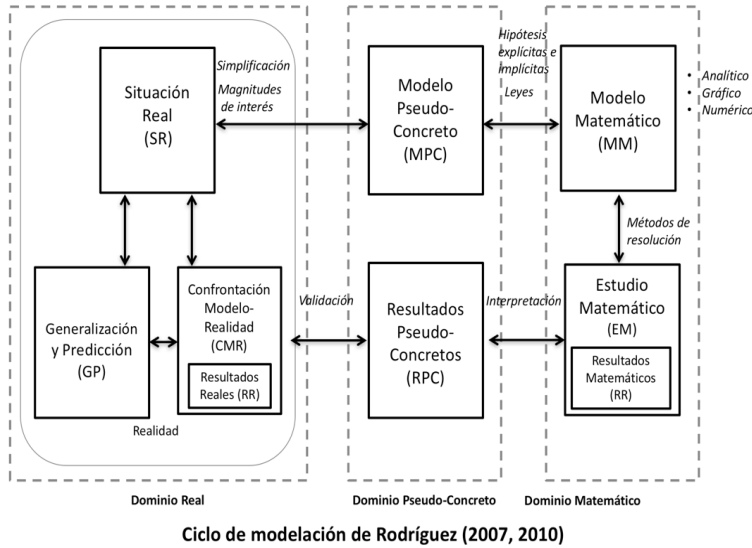 Situación
Real
(SR)
Simplificación
Magnitudes
de interés
Modelo
Pseudo-
Concreto
(MPC)
Hipótesis
explícitas e
implícitas
Leyes
Modelo
Matemático
(MM)
• Analítico
• Gráfico
• Numérico
Métodos de
resolución
Generalización
y Predicción
(GP)
Confrontación
Modelo-
Realidad
(CMR)
Resultados
Reales (RR)
Realidad
Validación
Resultados
Pseudo-
Concretos
(RPC)
Interpretación
Estudio
Matemático
(EM)
Resultados
Matemáticos
(RR)
Dominio Real
Dominio Pseudo-Concreto
Dominio Matemático
Ciclo de modelación de Rodríguez (2007, 2010)